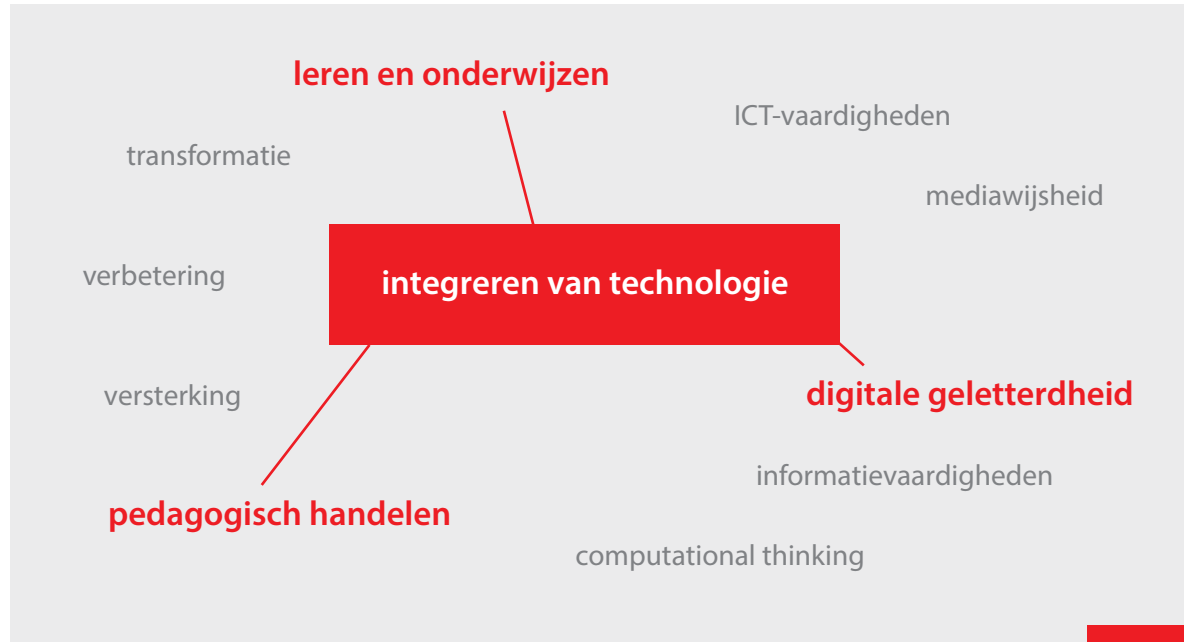 leren en onderwijzen
ICT-vaardigheden
transformatie
mediawijsheid
verbetering
integreren van technologie
versterking
digitale geletterdheid
informatievaardigheden
pedagogisch handelen
computational thinking